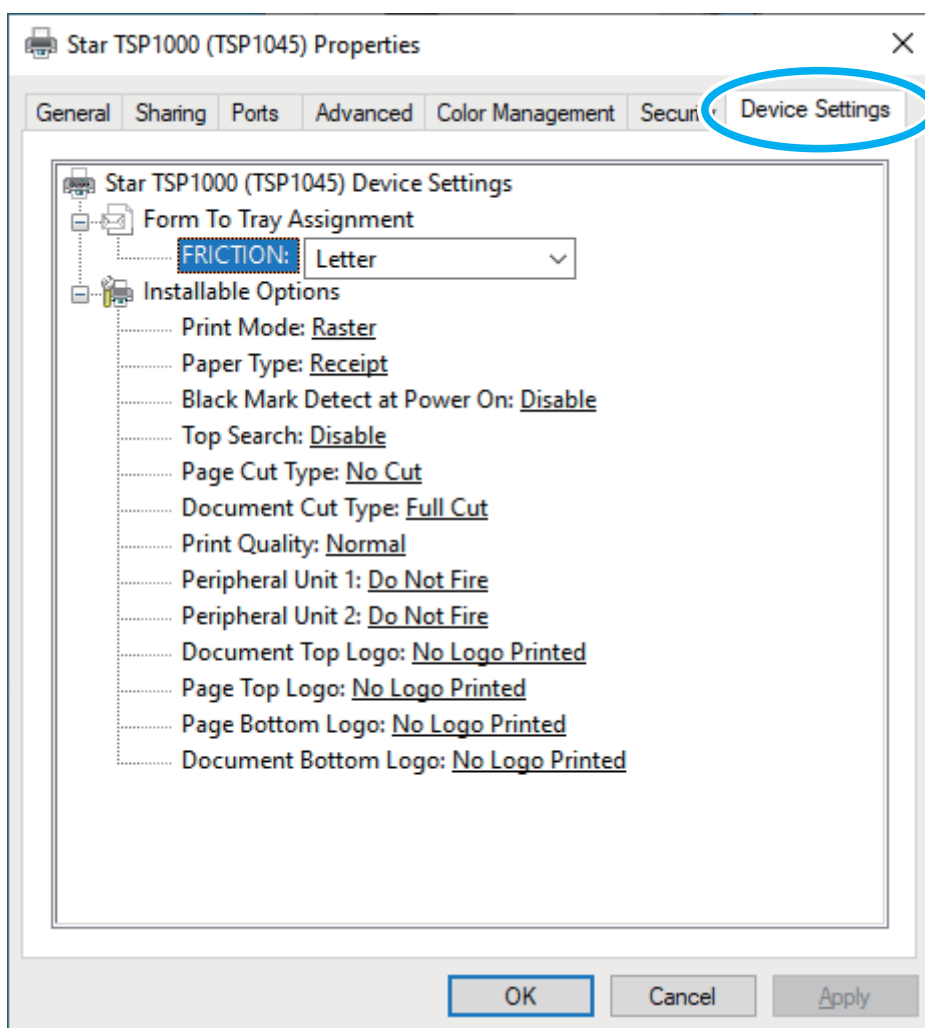 Star TSP1000 (TSP1045) Properties
General Sharing Ports Advanced Color Management Device Settings
Star TSP1000 (TSP1045) Device Settings
Form To Tray Assignment
FRICTION: Letter
Installable Options
Print Mode: Raster
Paper Type: Receipt
Black Mark Detect at Power On: Disable
Top Search: Disable
Page Cut Type: No Cut
Document Cut Type: Full Cut
Print Quality: Normal
Peripheral Unit 1: Do Not Fire
Peripheral Unit 2: Do Not Fire
Document Top Logo: No Logo Printed
Page Top Logo: No Logo Printed
Page Bottom Logo: No Logo Printed
Document Bottom Logo: No Logo Printed
OK Cancel Apply